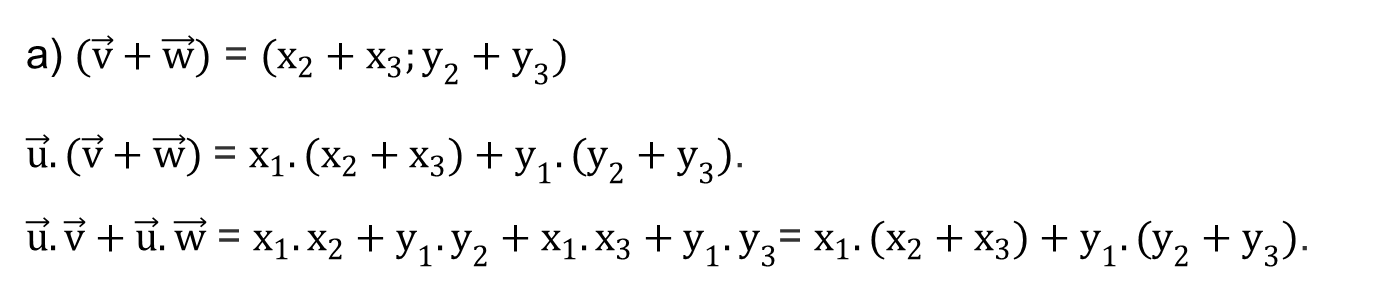 a) (v⃗ + w⃗) = (x₂ + x₃; y₂ + y₃)
u⃗. (v⃗ + w⃗) = x₁. (x₂ + x₃) + y₁. (y₂ + y₃).
u⃗. v⃗ + u⃗. w⃗ = x₁. x₂ + y₁. y₂ + x₁. x₃ + y₁. y₃= x₁. (x₂ + x₃) + y₁. (y₂ + y₃).